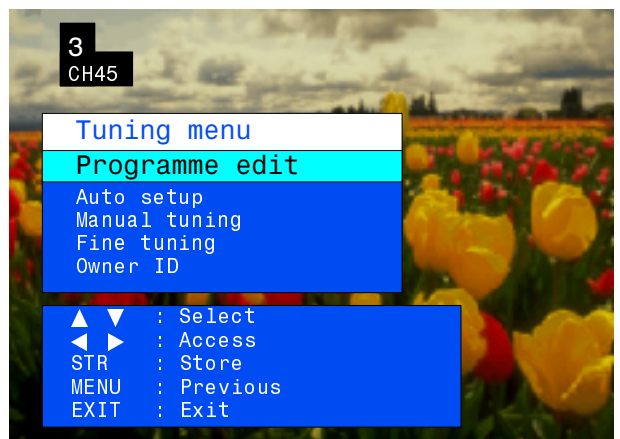 3
CH45
Tuning menu
Programme edit
Auto setup
Manual tuning
Fine tuning
Owner ID
▲ ▼ : Select
◀ ▶ : Access
STR : Store
MENU : Previous
EXIT : Exit